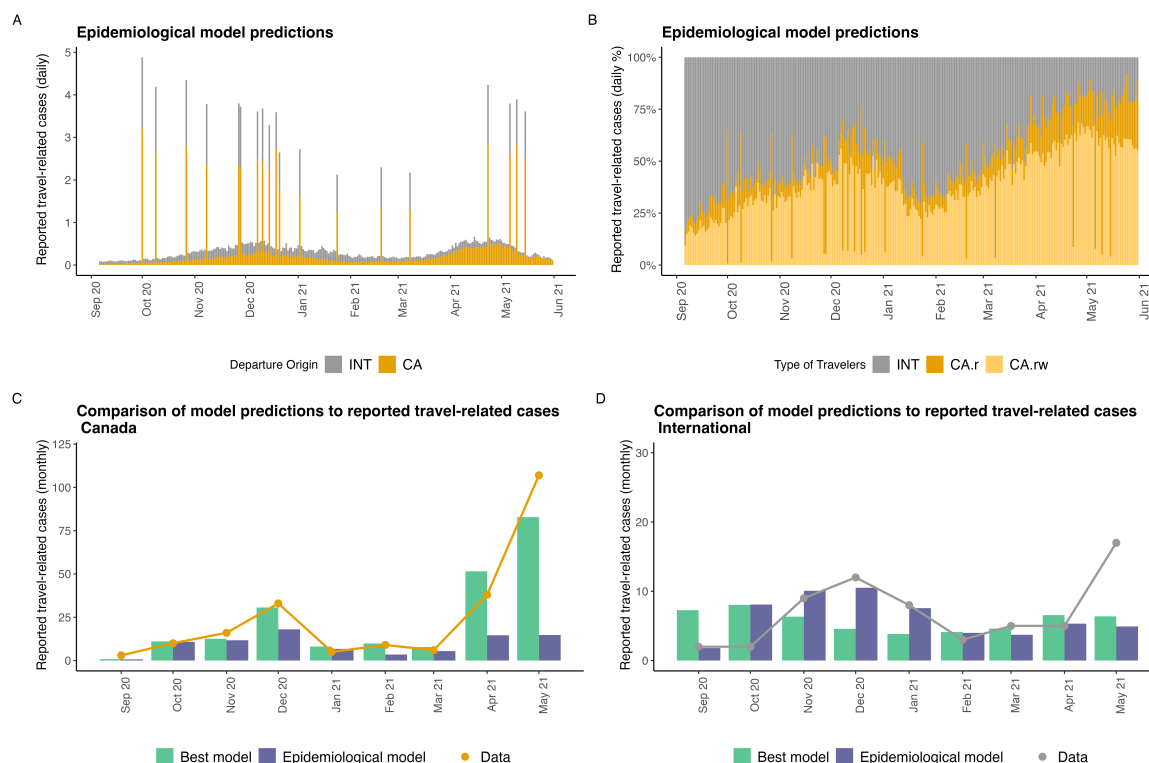 A
Epidemiological model predictions
Reported travel-related cases (daily)
5
4
3
2
1
0
Sep 20
Oct 20
Nov 20
Dec 20
Jan 21
Feb 21
Mar 21
Apr 21
May 21
Jun 21
Departure Origin INT CA
B
Epidemiological model predictions
Reported travel-related cases (daily %)
100%
75%
50%
25%
0%
Sep 20
Oct 20
Nov 20
Dec 20
Jan 21
Feb 21
Mar 21
Apr 21
May 21
Jun 21
Type of Travelers INT CA.r CA.rw
C
Comparison of model predictions to reported travel-related cases
Canada
Reported travel-related cases (monthly)
125
100
75
50
25
0
Sep 20
Oct 20
Nov 20
Dec 20
Jan 21
Feb 21
Mar 21
Apr 21
May 21
Best model Epidemiological model Data
D
Comparison of model predictions to reported travel-related cases
International
Reported travel-related cases (monthly)
30
20
10
0
Sep 20
Oct 20
Nov 20
Dec 20
Jan 21
Feb 21
Mar 21
Apr 21
May 21
Best model Epidemiological model Data